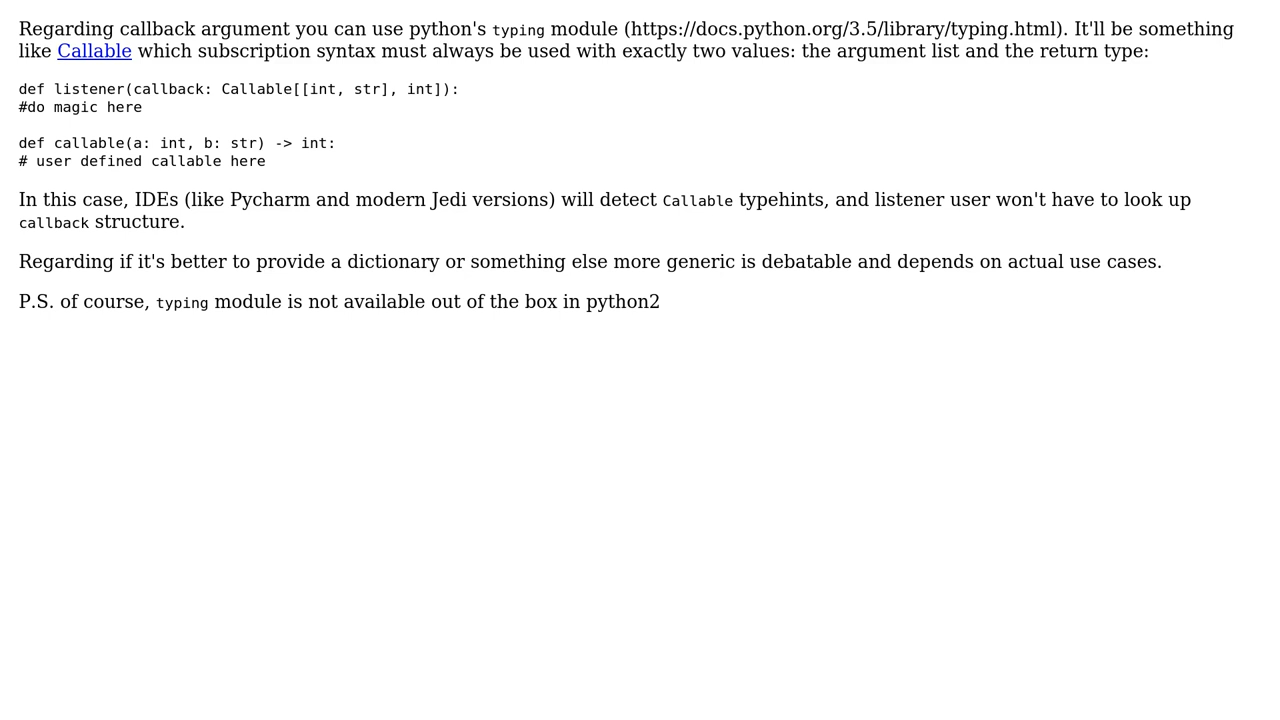 Regarding callback argument you can use python's typing module (https://docs.python.org/3.5/library/typing.html). It'll be something
like Callable which subscription syntax must always be used with exactly two values: the argument list and the return type:
def listener(callback: Callable[[int, str], int]):
#do magic here
def callable(a: int, b: str) -> int:
# user defined callable here
In this case, IDEs (like Pycharm and modern Jedi versions) will detect Callable typehints, and listener user won't have to look up
callback structure.
Regarding if it's better to provide a dictionary or something else more generic is debatable and depends on actual use cases.
P.S. of course, typing module is not available out of the box in python2